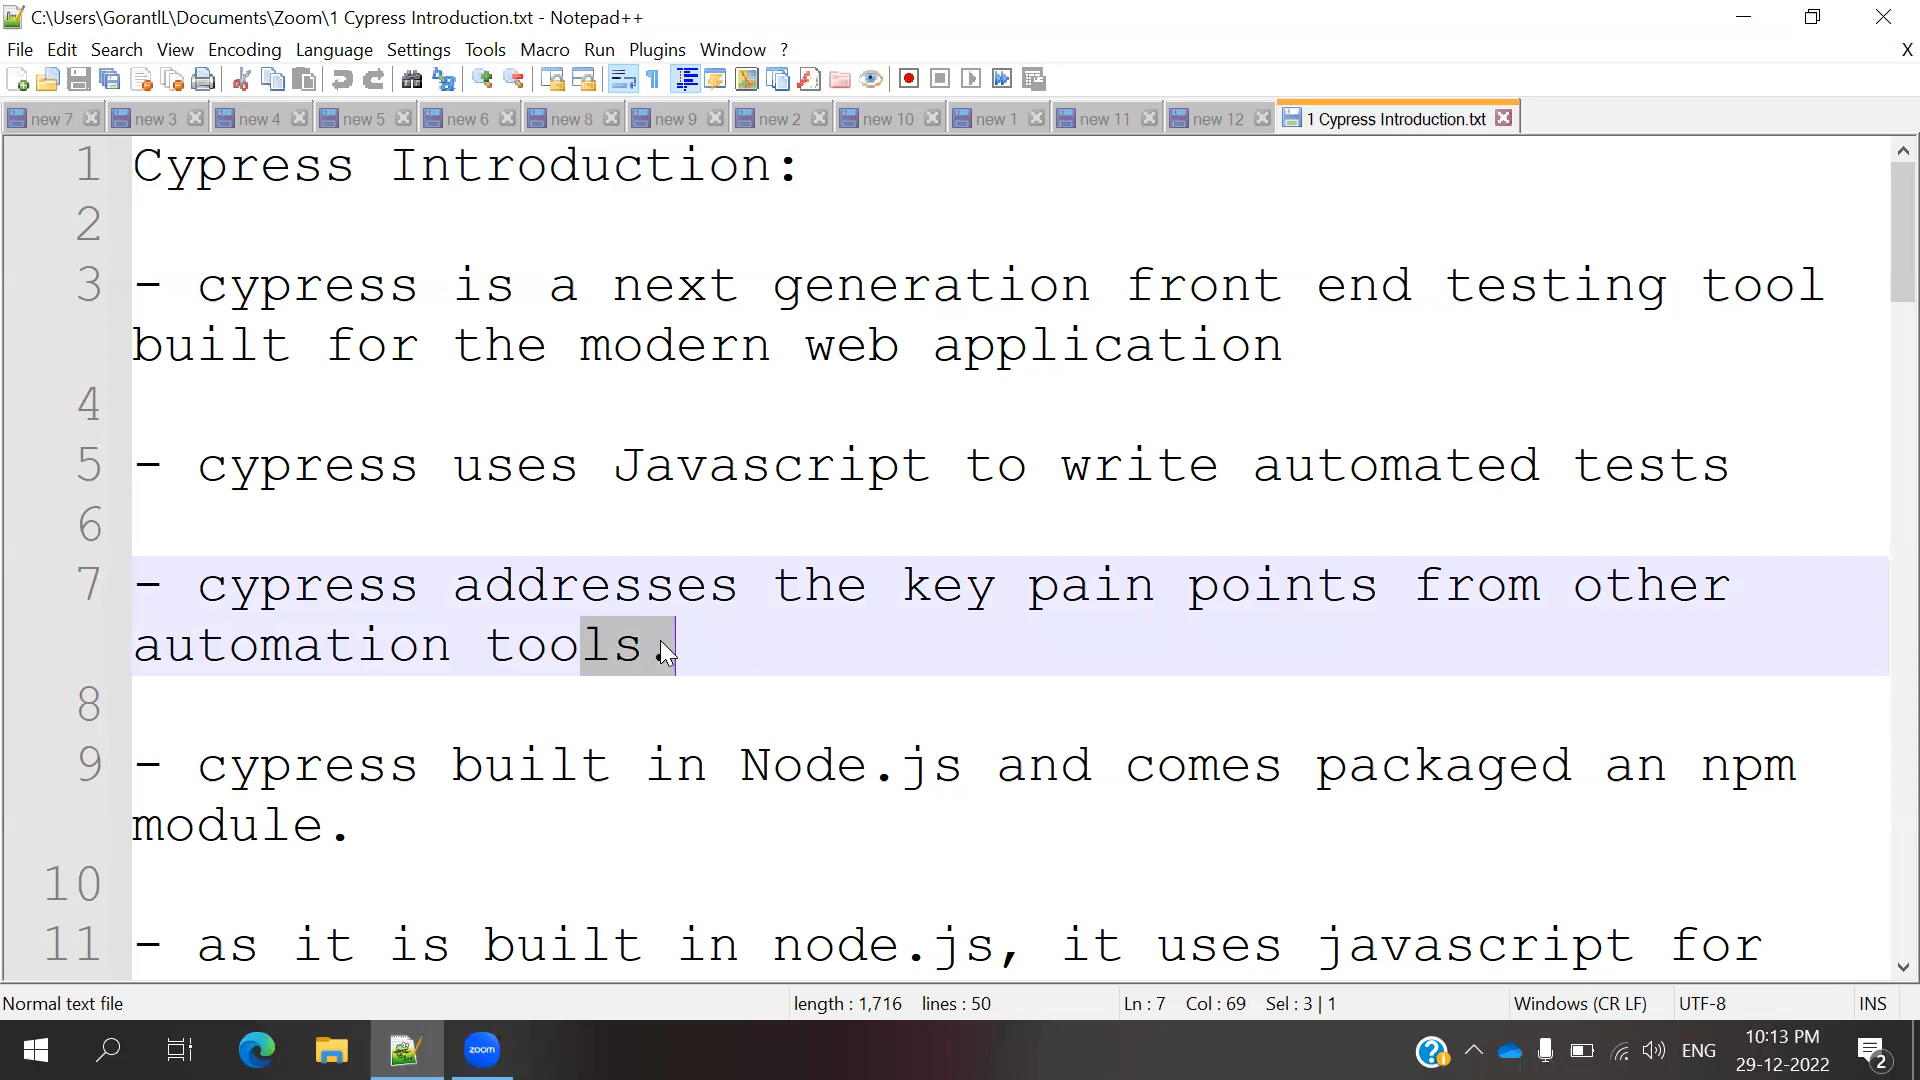 C:\Users\GorantlL\Documents\Zoom\1 Cypress Introduction.txt - Notepad++
File Edit Search View Encoding Language Settings Tools Macro Run Plugins Window ? X
new 7 new 3 new 4 new 5 new 6 new 8 new 9 new 2 new 10 new 1 new 11 new 12 1 Cypress Introduction.txt
1 Cypress Introduction:
2
3 - cypress is a next generation front end testing tool
built for the modern web application
4
5 - cypress uses Javascript to write automated tests
6
7 - cypress addresses the key pain points from other
automation tools.
8
9 - cypress built in Node.js and comes packaged an npm
module.
10
11 - as it is built in node.js, it uses javascript for
Normal text file length : 1,716 lines : 50 Ln : 7 Col : 69 Sel : 3 | 1 Windows (CR LF) UTF-8 INS
zoom ENG 10:13 PM
29-12-2022 2